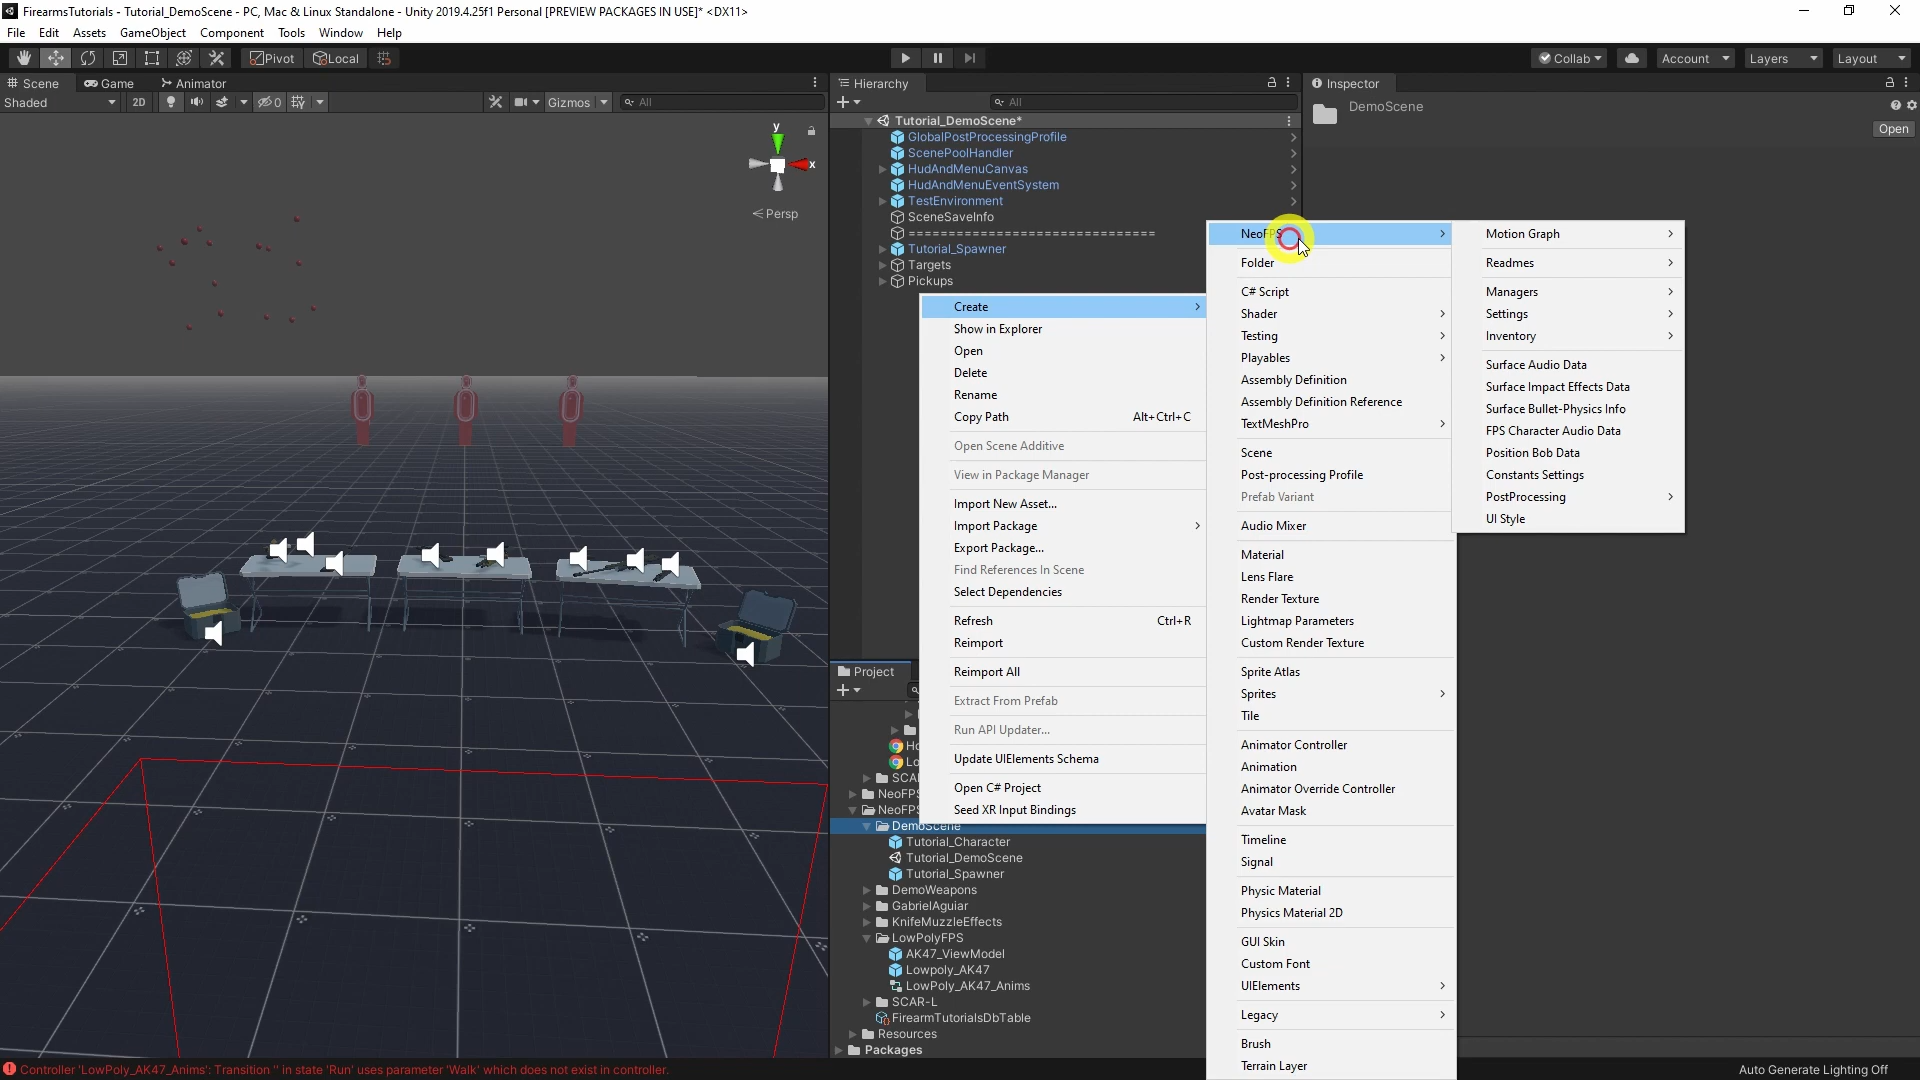 FirearmsTutorials - Tutorial_DemoScene - PC, Mac & Linux Standalone - Unity 2019.4.25f1 Personal [PREVIEW PACKAGES IN USE]* <DX11>
File Edit Assets GameObject Component Tools Window Help
Pivot Local Collab Account Layers Layout
Scene Game Animator
Shaded 2D 0 Gizmos All
y
x
Persp
Hierarchy
All
Tutorial_DemoScene*
GlobalPostProcessingProfile
ScenePoolHandler
HudAndMenuCanvas
HudAndMenuEventSystem
TestEnvironment
SceneSaveInfo
===============================
Tutorial_Spawner
Targets
Pickups
Inspector
DemoScene
Open
Create
Show in Explorer
Open
Delete
Rename
Copy Path Alt+Ctrl+C
Open Scene Additive
View in Package Manager
Import New Asset...
Import Package
Export Package...
Find References In Scene
Select Dependencies
Refresh Ctrl+R
Reimport
Reimport All
Extract From Prefab
Run API Updater...
Update UIElements Schema
Open C# Project
Seed XR Input Bindings
NeoFPS
Folder
C# Script
Shader
Testing
Playables
Assembly Definition
Assembly Definition Reference
TextMeshPro
Scene
Post-processing Profile
Prefab Variant
Audio Mixer
Material
Lens Flare
Render Texture
Lightmap Parameters
Custom Render Texture
Sprite Atlas
Sprites
Tile
Animator Controller
Animation
Animator Override Controller
Avatar Mask
Timeline
Signal
Physic Material
Physics Material 2D
GUI Skin
Custom Font
UIElements
Legacy
Brush
Terrain Layer
Motion Graph
Readmes
Managers
Settings
Inventory
Surface Audio Data
Surface Impact Effects Data
Surface Bullet-Physics Info
FPS Character Audio Data
Position Bob Data
Constants Settings
PostProcessing
UI Style
Project
NeoFPS
NeoFPS
DemoScene
Tutorial_Character
Tutorial_DemoScene
Tutorial_Spawner
DemoWeapons
GabrielAguiar
KnifeMuzzleEffects
LowPolyFPS
AK47_ViewModel
Lowpoly_AK47
LowPoly_AK47_Anims
SCAR-L
FirearmTutorialsDbTable
Resources
Packages
Controller 'LowPoly_AK47_Anims': Transition '' in state 'Run' uses parameter 'Walk' which does not exist in controller.
Auto Generate Lighting Off